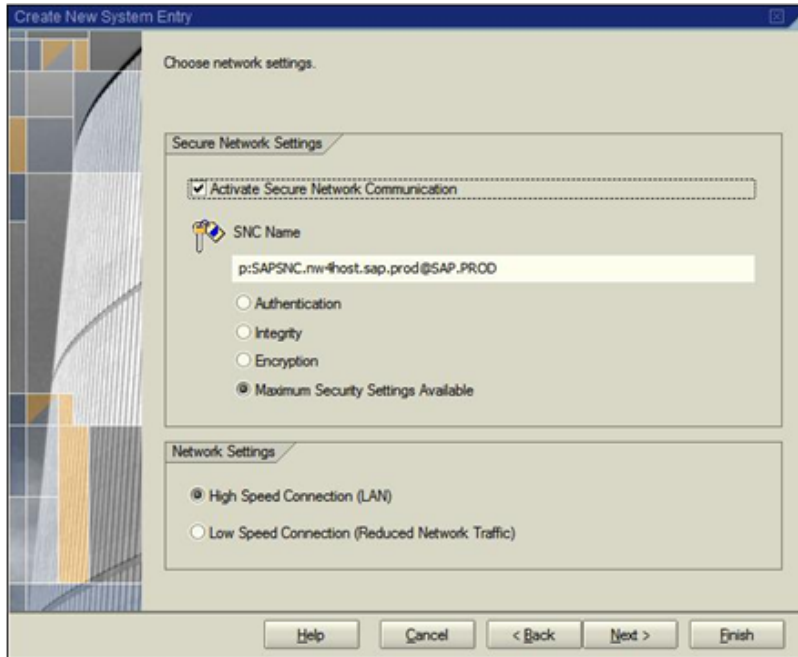 Create New System Entry
Choose network settings.
Secure Network Settings
Activate Secure Network Communication
SNC Name
p:SAPSNC.nw4host.sap.prod@SAP.PROD
Authentication
Integrity
Encryption
Maximum Security Settings Available
Network Settings
High Speed Connection (LAN)
Low Speed Connection (Reduced Network Traffic)
Help
Cancel
< Back
Next >
Finish